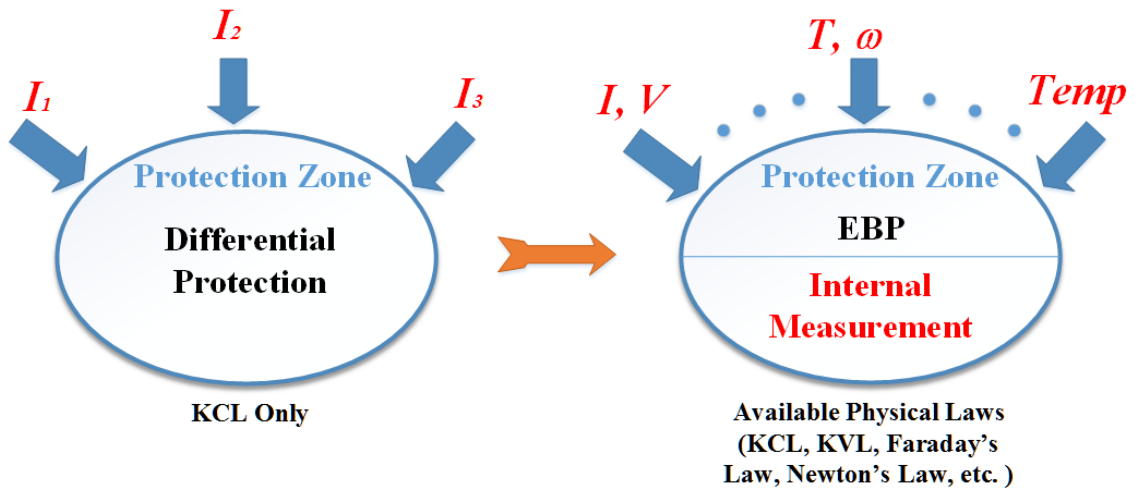 I1
I2
I3
Protection Zone
Differential
Protection
KCL Only
I, V
T, ω
Temp
Protection Zone
EBP
Internal
Measurement
Available Physical Laws
(KCL, KVL, Faraday's
Law, Newton's Law, etc. )